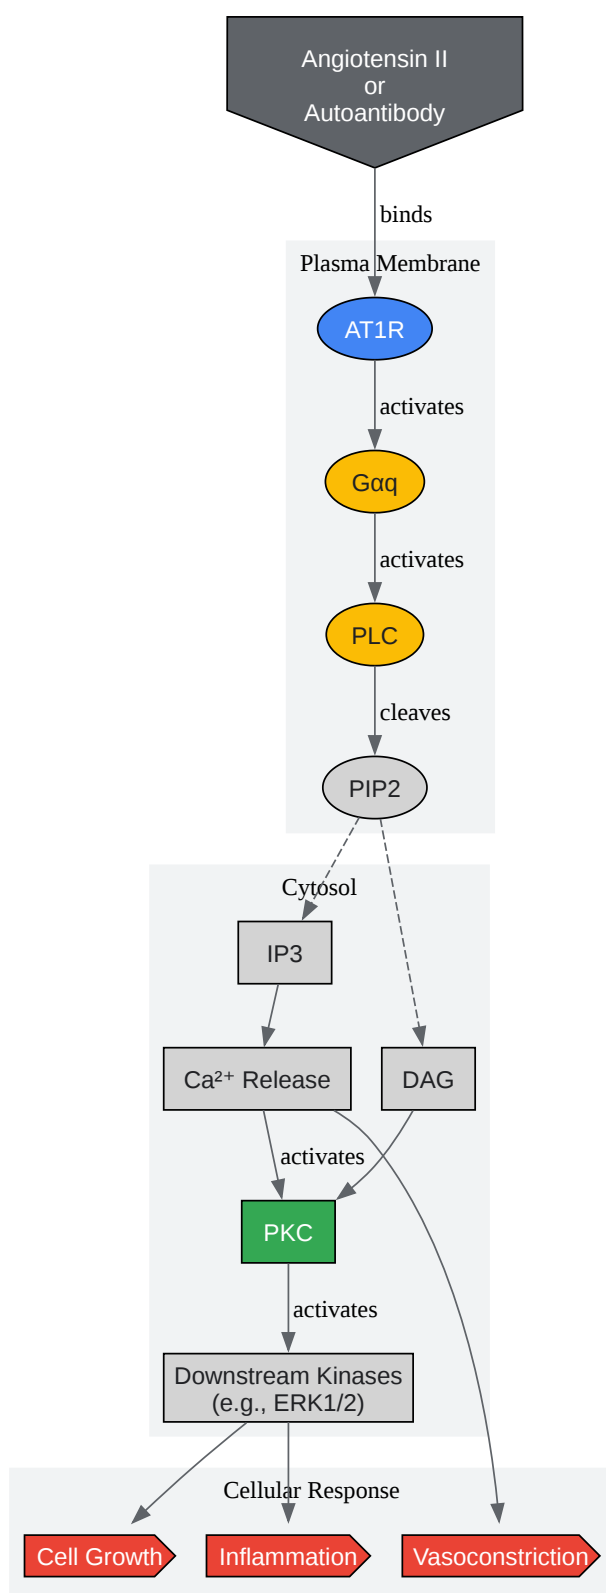 Angiotensin II
or
Autoantibody
binds
Plasma Membrane
AT1R
activates
Gαq
activates
PLC
cleaves
PIP2
Cytosol
IP3
Ca²⁺ Release
DAG
activates
PKC
activates
Downstream Kinases
(e.g., ERK1/2)
Cellular Response
Cell Growth
Inflammation
Vasoconstriction